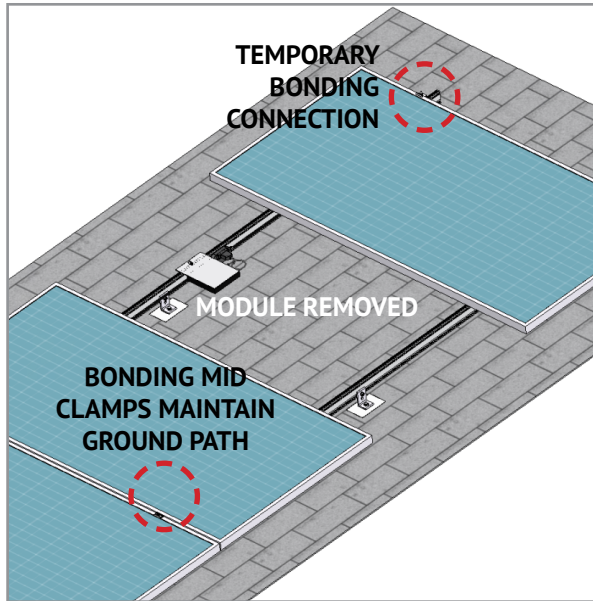 TEMPORARY
BONDING
CONNECTION
MODULE REMOVED
BONDING MID
CLAMPS MAINTAIN
GROUND PATH